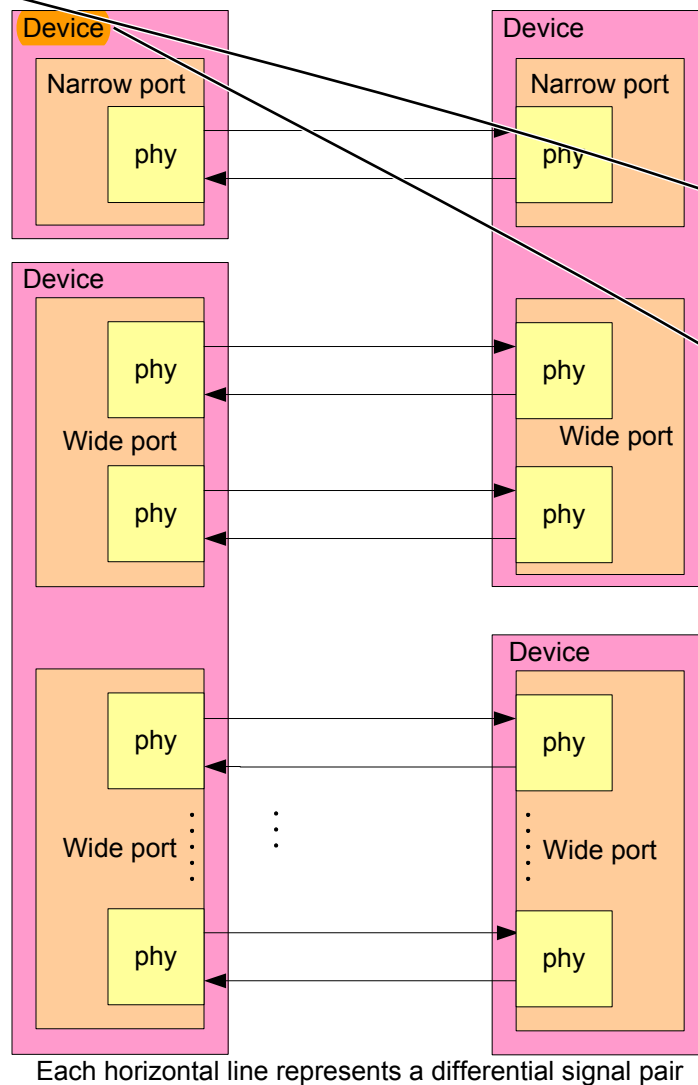 Device
Narrow port
phy
Device
Narrow port
phy
Device
phy
Wide port
phy
phy
Wide port
phy
phy
Wide port
phy
Device
phy
Wide port
phy
Each horizontal line represents a differential signal pair